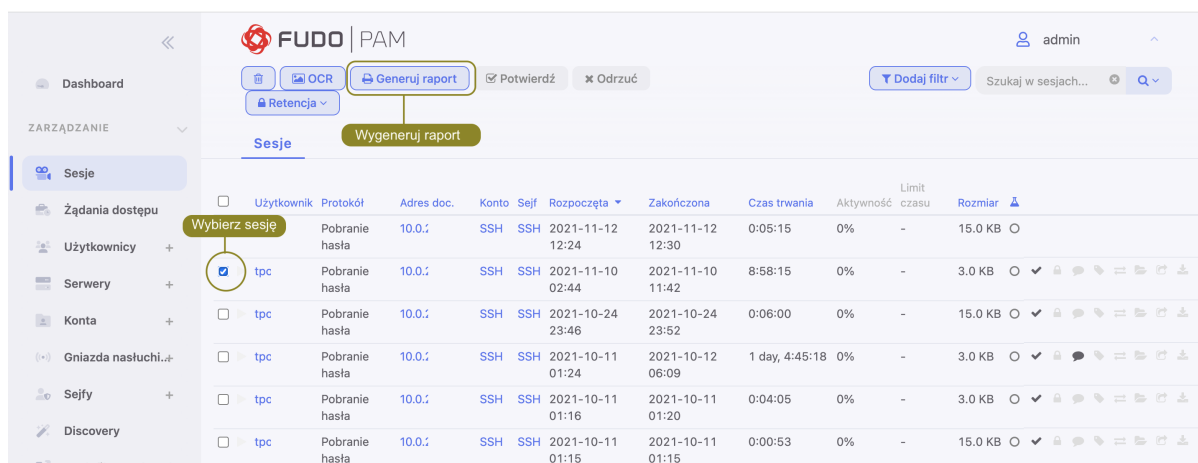 FUDO PAM
admin
Dashboard
OCR
Generuj raport
Potwierdź
Odrzuć
Dodaj filtr
Szukaj w sesjach...
Retencja
ZARZĄDZANIE
Wygeneruj raport
Sesje
Sesje
Użytkownik Protokół Adres doc. Konto Sejf Rozpoczęta Zakończona Czas trwania Aktywność Limit czasu Rozmiar
Żądania dostępu
Wybierz sesję
Użytkownicy +
Serwery +
Konta +
Gniazda nasłuchi..+
Sejfy +
Discovery
Pobranie 10.0.2 SSH SSH 2021-11-12 2021-11-12 0:05:15 0% - 15.0 KB
hasła 12:24 12:30
tpc Pobranie 10.0.2 SSH SSH 2021-11-10 2021-11-10 8:58:15 0% - 3.0 KB
hasła 02:44 11:42
tpc Pobranie 10.0.2 SSH SSH 2021-10-24 2021-10-24 0:06:00 0% - 15.0 KB
hasła 23:46 23:52
tpc Pobranie 10.0.2 SSH SSH 2021-10-11 2021-10-12 1 day, 4:45:18 0% - 3.0 KB
hasła 01:24 06:09
tpc Pobranie 10.0.2 SSH SSH 2021-10-11 2021-10-11 0:04:05 0% - 3.0 KB
hasła 01:16 01:20
tpc Pobranie 10.0.2 SSH SSH 2021-10-11 2021-10-11 0:00:53 0% - 15.0 KB
hasła 01:15 01:15